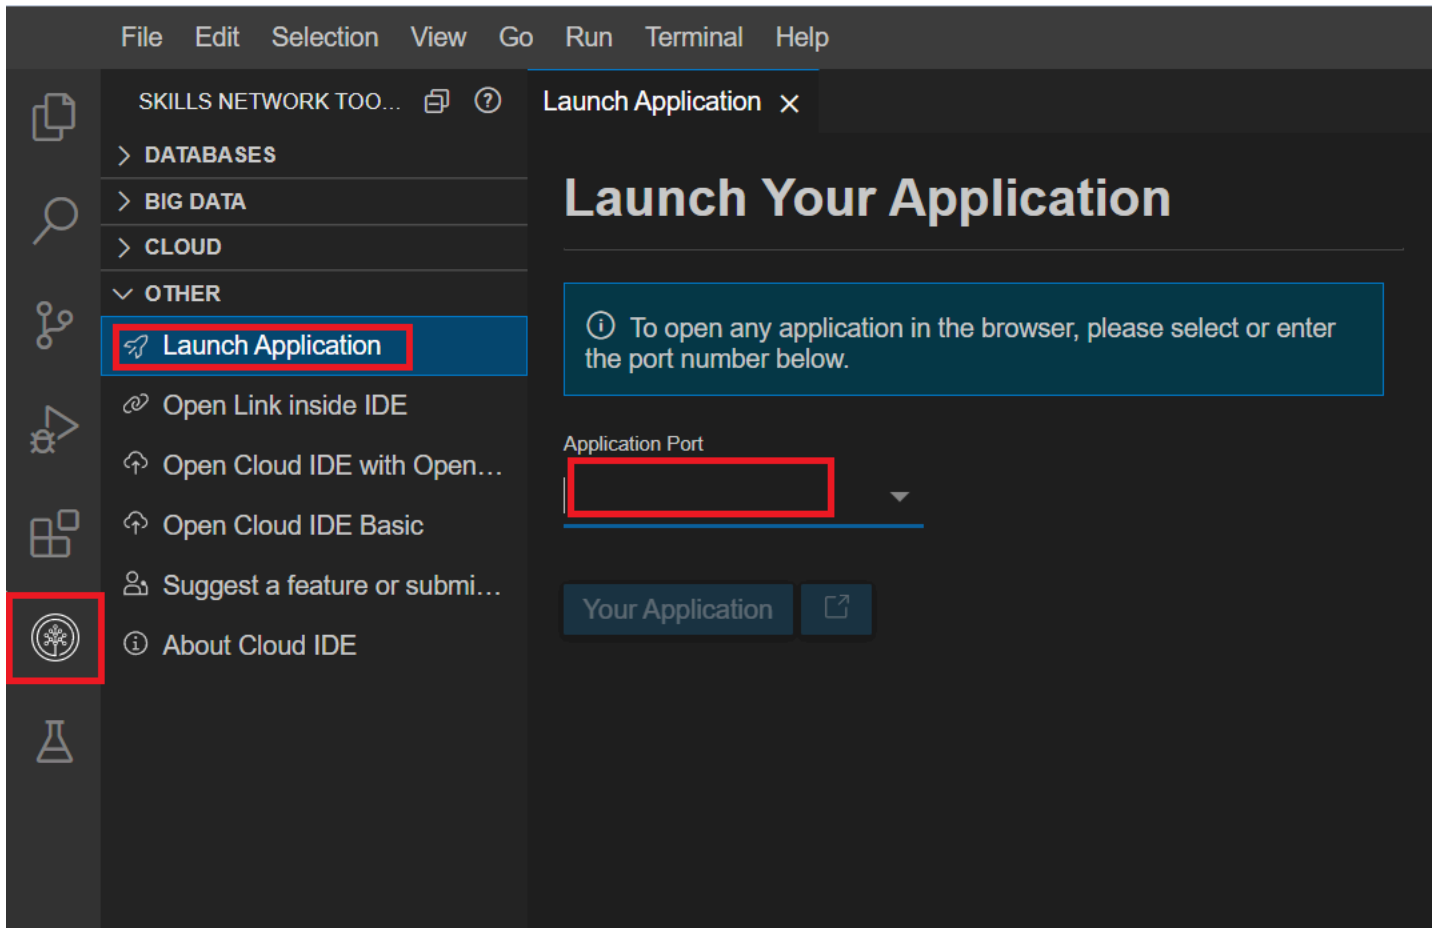 File Edit Selection View Go Run Terminal Help
SKILLS NETWORK TOO...
DATABASES
BIG DATA
CLOUD
OTHER
Launch Application
Open Link inside IDE
Open Cloud IDE with Open...
Open Cloud IDE Basic
Suggest a feature or submi...
About Cloud IDE
Launch Application
Launch Your Application
To open any application in the browser, please select or enter
the port number below.
Application Port
Your Application